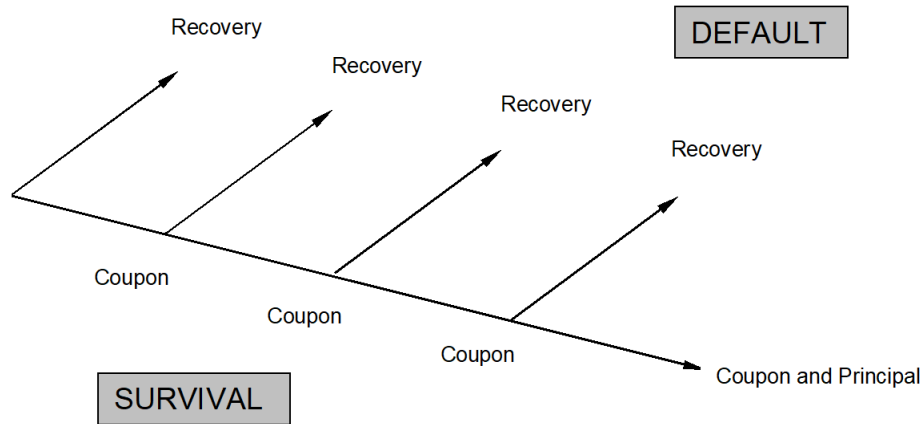 Recovery
DEFAULT
Recovery
Recovery
Recovery
Coupon
Coupon
Coupon
Coupon and Principal
SURVIVAL